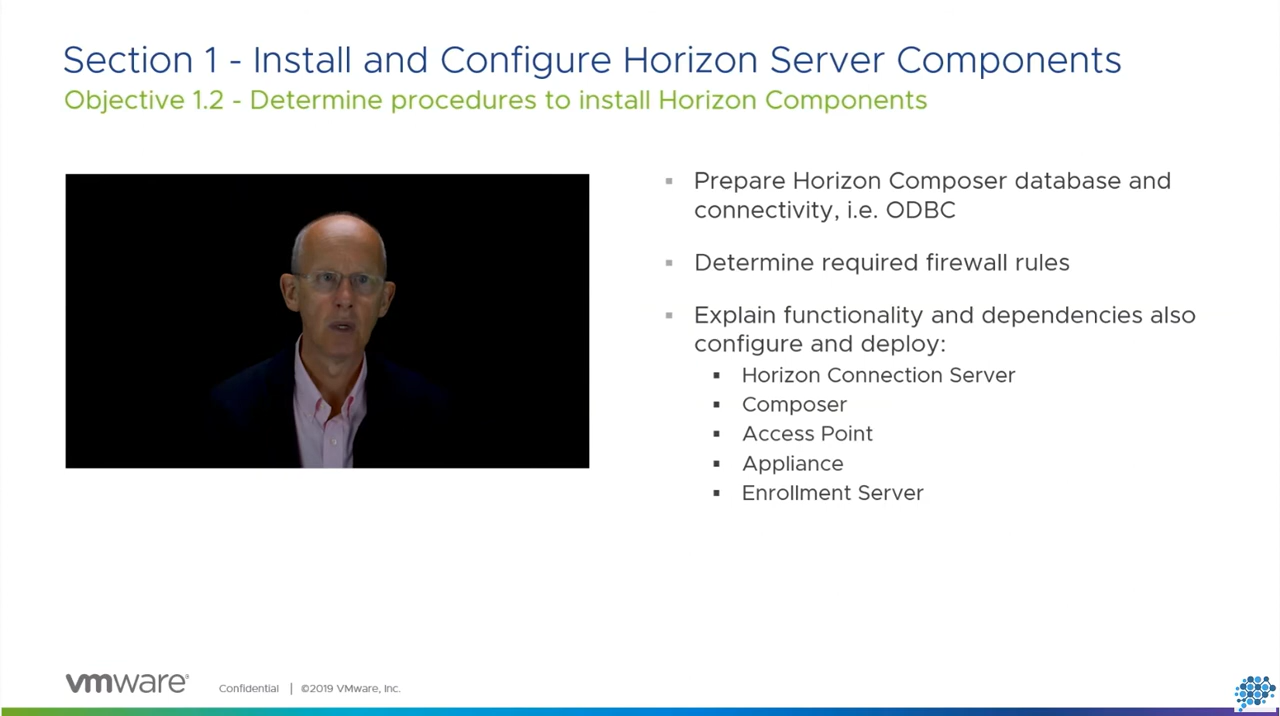 Section 1 - Install and Configure Horizon Server Components
Objective 1.2 - Determine procedures to install Horizon Components
Prepare Horizon Composer database and
connectivity, i.e. ODBC
Determine required firewall rules
Explain functionality and dependencies also
configure and deploy:
Horizon Connection Server
Composer
Access Point
Appliance
Enrollment Server
vmware®
Confidential | ©2019 VMware, Inc.